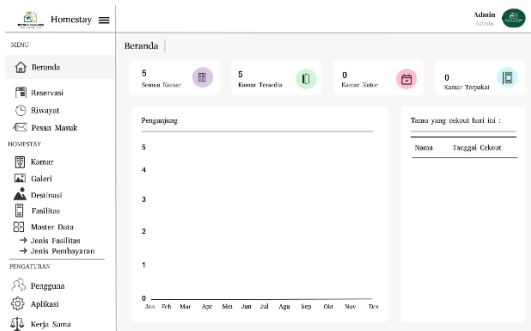 Homestay
Admin
Admin
MENU
Beranda
Reservasi
Riwayat
Pesan Masuk
HOMESTAY
Kamar
Galeri
Destinasi
Fasilitas
Master Data
Jenis Fasilitas
Jenis Pembayaran
PENGATURAN
Pengguna
Aplikasi
Kerja Sama
Beranda
5
Semua Kamar
5
Kamar Tersedia
0
Kamar Kotor
0
Kamar Terpakai
Pengunjung
5
4
3
2
1
0
Jan Feb Mar Apr Mei Jun Jul Agu Sep Okt Nov Des
Tamu yang cekout hari ini :
Nama Tanggal Cekout